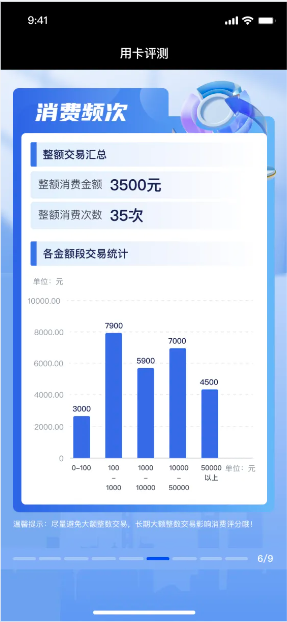 9:41
用卡评测
消费频次
整额交易汇总
整额消费金额 3500元
整额消费次数 35次
各金额段交易统计
单位：元
10000.00
8000.00
6000.00
4000.00
2000.00
0
3000
7900
5900
7000
4500
0-100
100
-
1000
1000
-
10000
10000
-
50000
50000
以上
单位：元
温馨提示：尽量避免大额整数交易，长期大额整数交易影响消费评分哦！
6/9